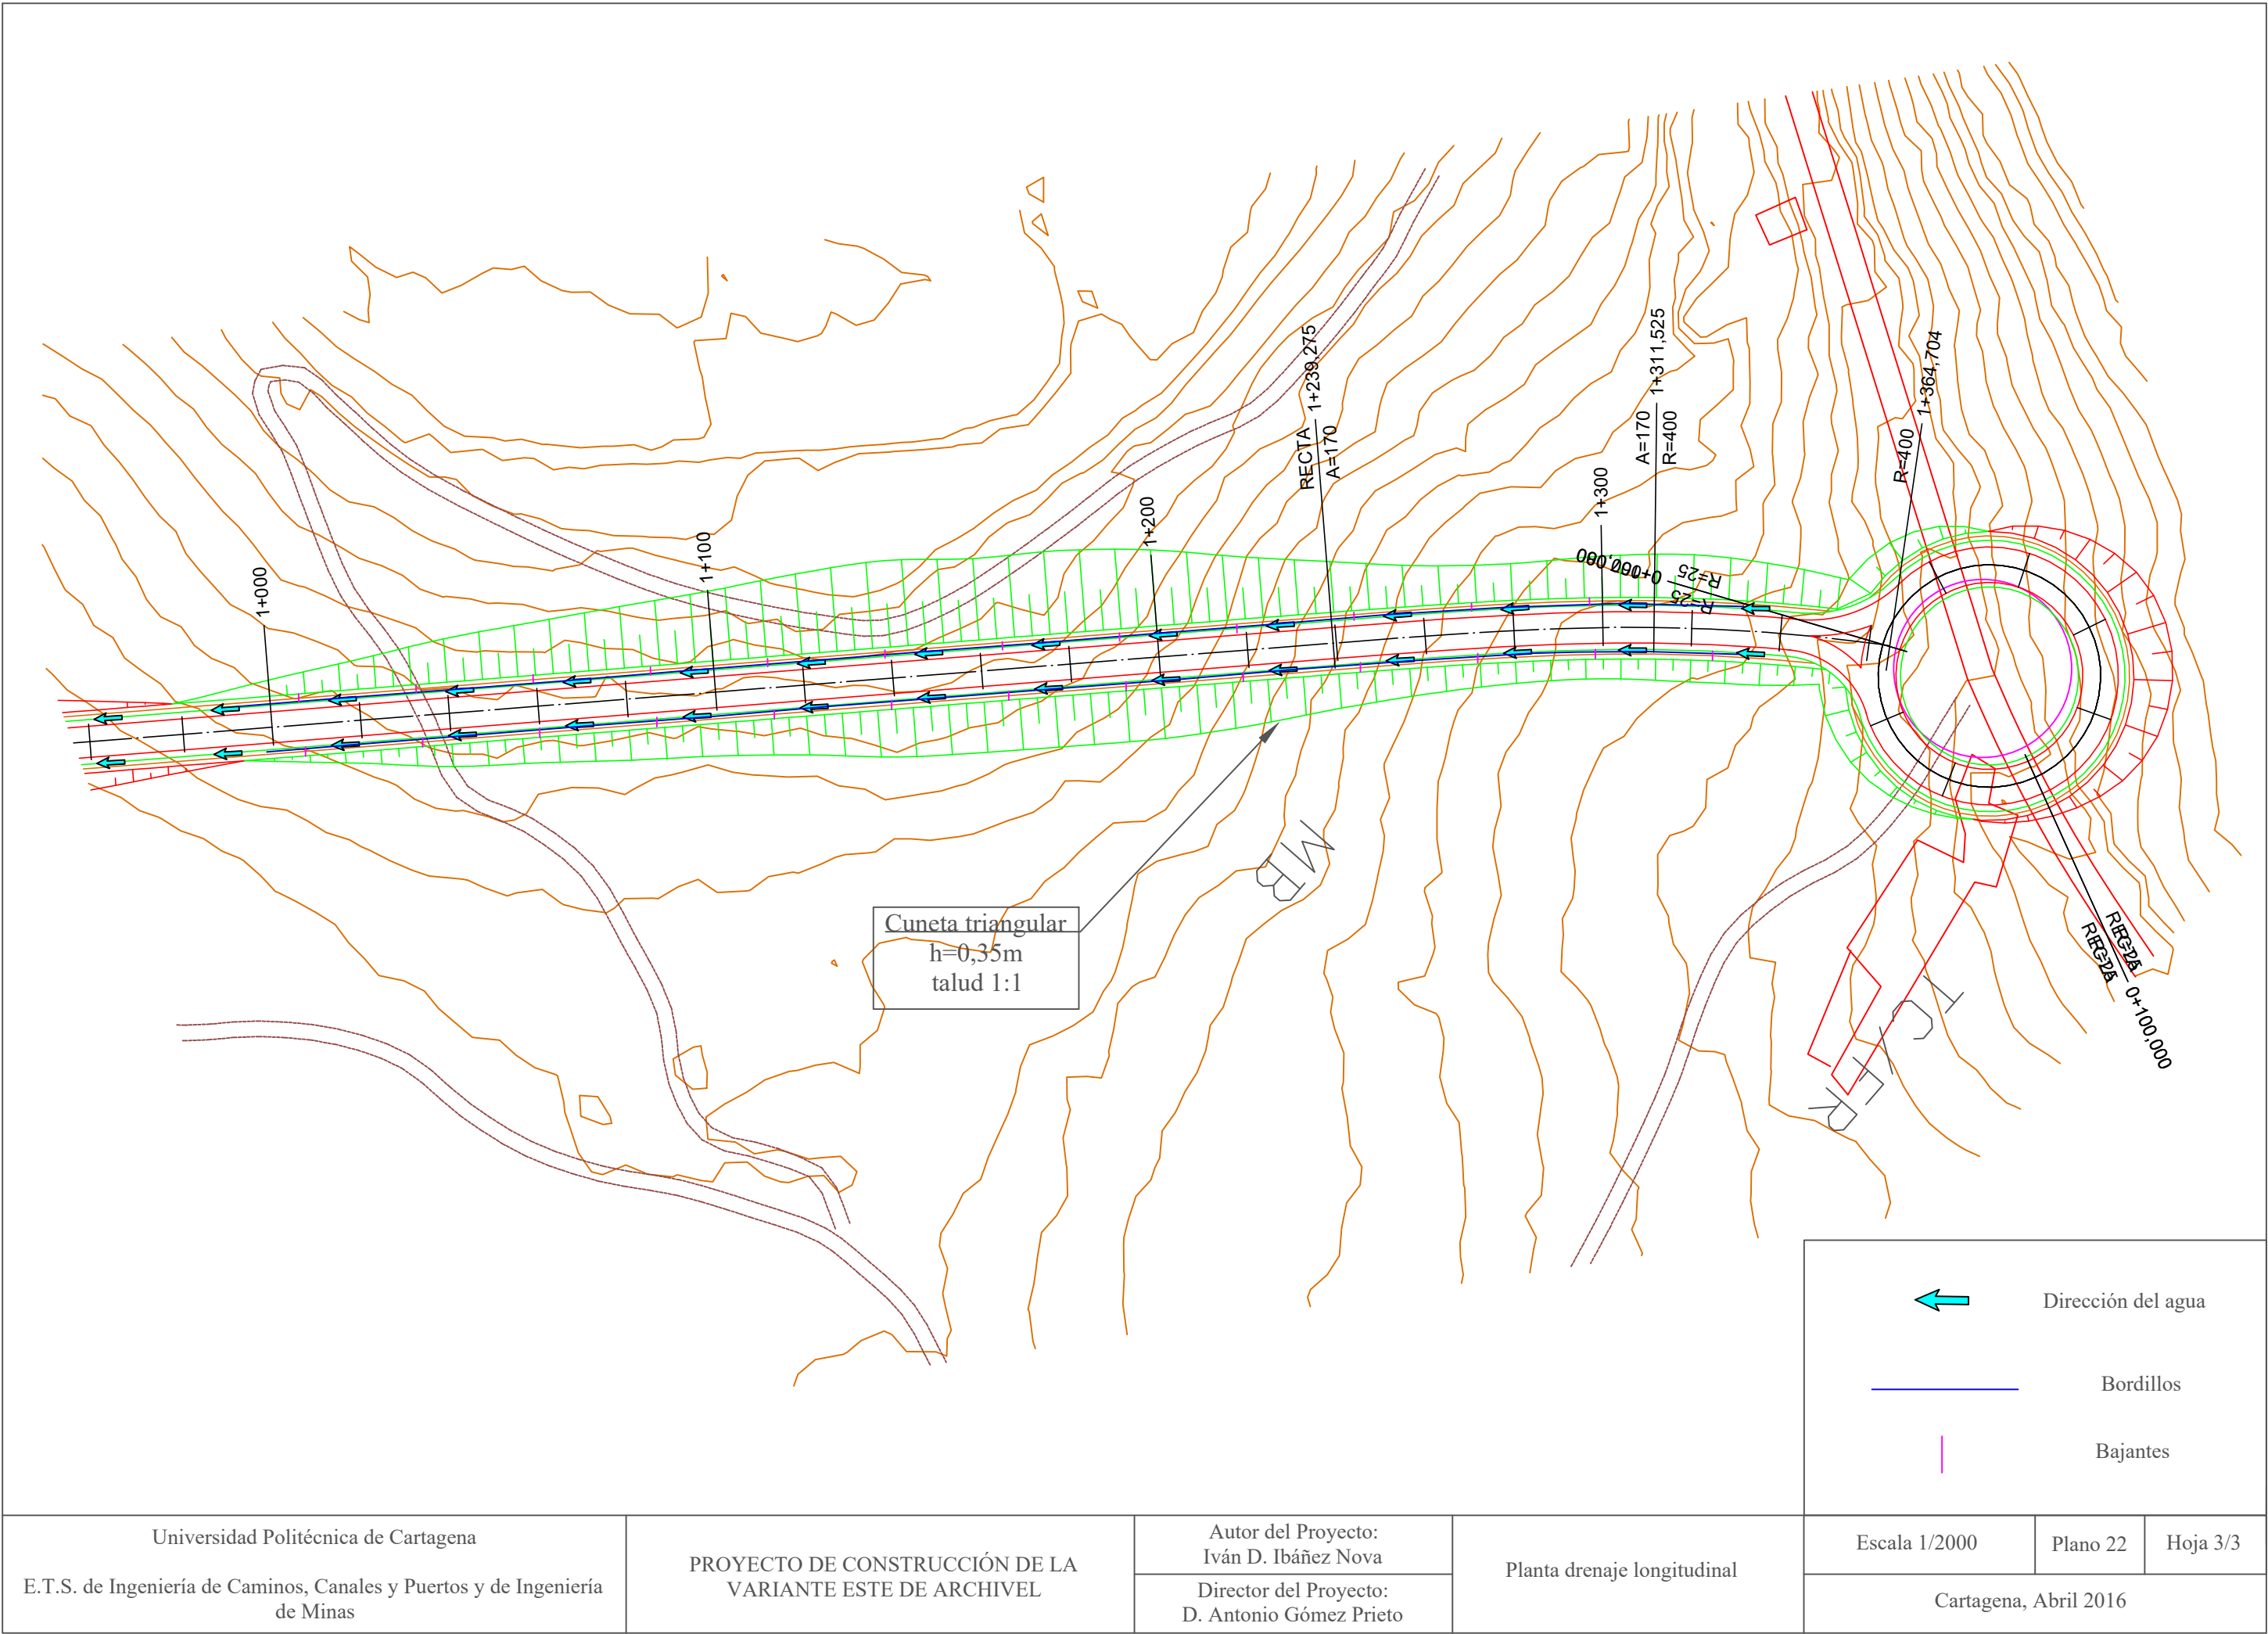 1+000
1+100
1+200
RECTA 1+239,275
A=170
1+300
A=170 1+311,525
R=400
R=400 1+364,704
R=25
R=25
0+100,000
Cuneta triangular
h=0,35m
talud 1:1
Dirección del agua
Bordillos
Bajantes
Universidad Politécnica de Cartagena
E.T.S. de Ingeniería de Caminos, Canales y Puertos y de Ingeniería
de Minas
PROYECTO DE CONSTRUCCIÓN DE LA
VARIANTE ESTE DE ARCHIVEL
Autor del Proyecto:
Iván D. Ibáñez Nova
Director del Proyecto:
D. Antonio Gómez Prieto
Planta drenaje longitudinal
Escala 1/2000
Plano 22
Hoja 3/3
Cartagena, Abril 2016